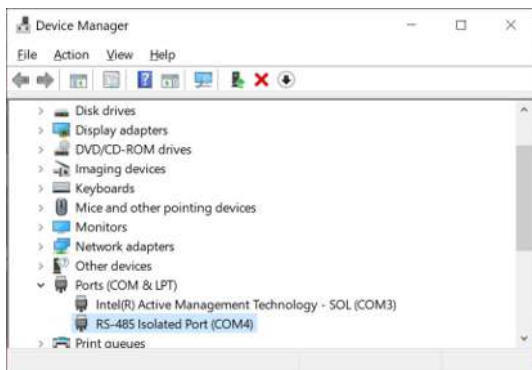 Device Manager
File Action View Help
Disk drives
Display adapters
DVD/CD-ROM drives
Imaging devices
Keyboards
Mice and other pointing devices
Monitors
Network adapters
Other devices
Ports (COM & LPT)
Intel(R) Active Management Technology - SOL (COM3)
RS-485 Isolated Port (COM4)
Print queues